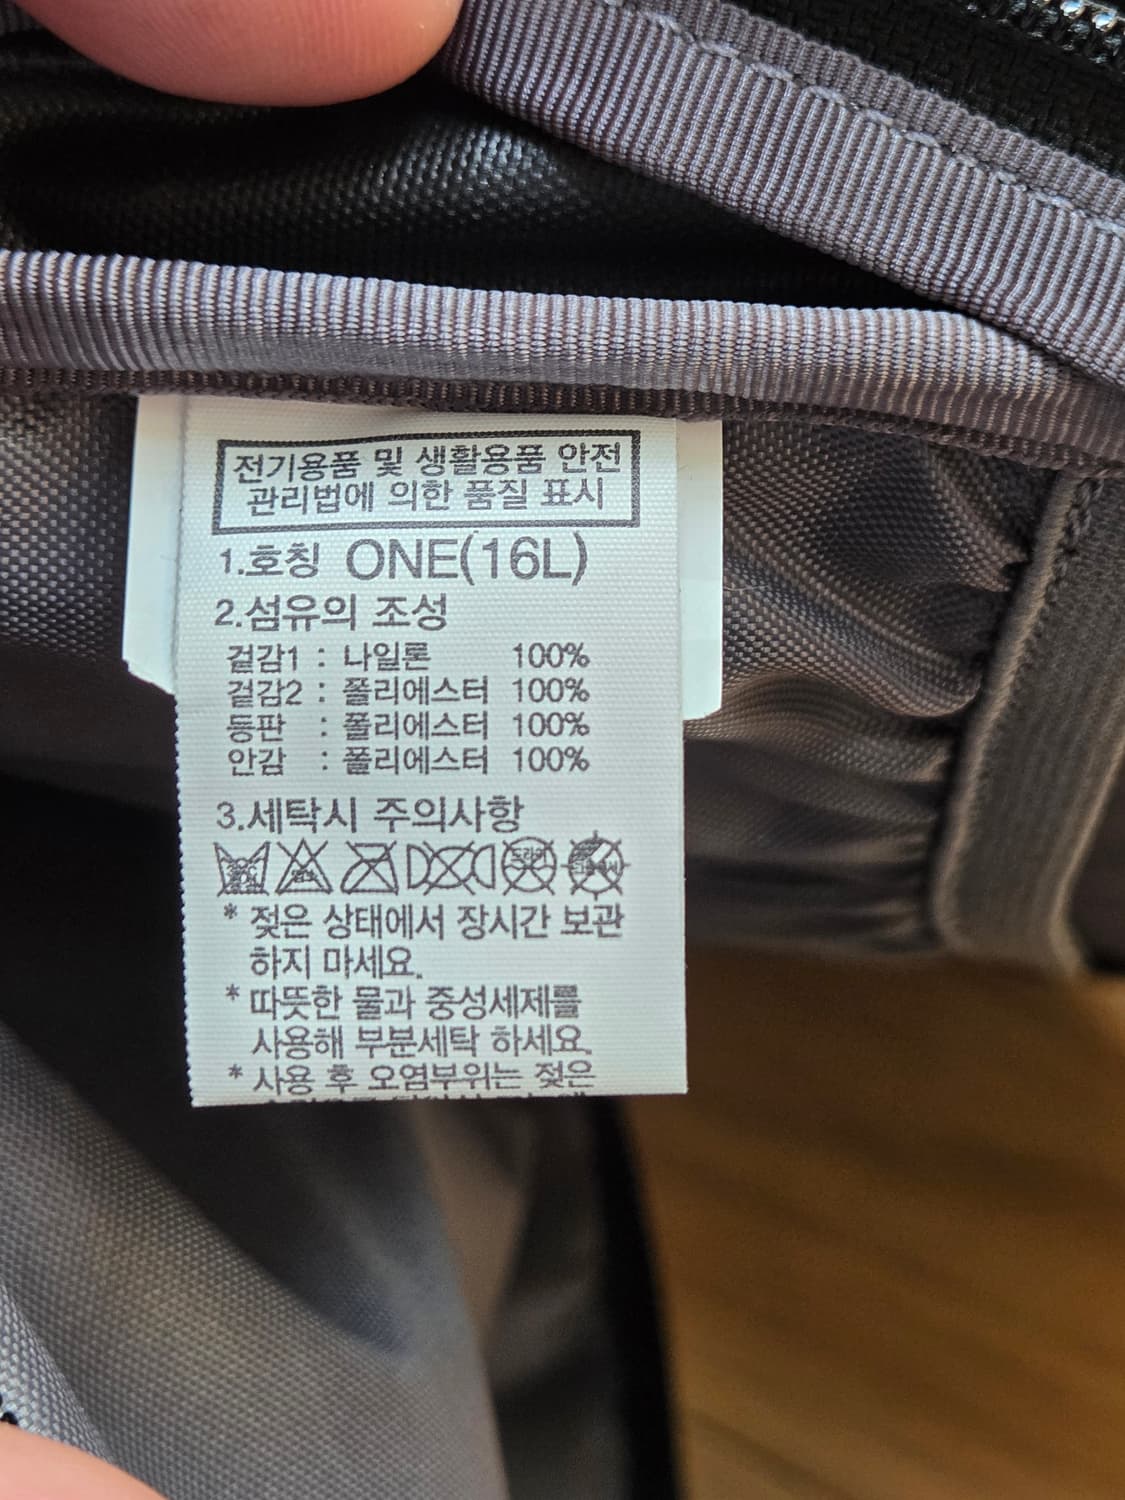 전기용품 및 생활용품 안전
관리법에 의한 품질 표시
1.호칭 ONE(16L)
2.섬유의 조성
겉감1 : 나일론 100%
겉감2 : 폴리에스터 100%
등판 : 폴리에스터 100%
안감 : 폴리에스터 100%
3.세탁시 주의사항
드라이
* 젖은 상태에서 장시간 보관
하지 마세요.
* 따뜻한 물과 중성세제를
사용해 부분세탁 하세요.
* 사용 후 오염부위는 젖은